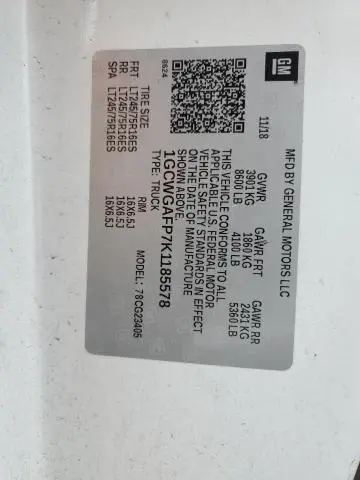 GM
MFD BY GENERAL MOTORS LLC
11/18
GVWR GAWR FRT GAWR RR
3901 KG 1860 KG 2431 KG
8600 LB 4100 LB 5360 LB
THIS VEHICLE CONFORMS TO ALL
APPLICABLE U.S. FEDERAL MOTOR
VEHICLE SAFETY STANDARDS IN EFFECT
ON THE DATE OF MANUFACTURE
SHOWN ABOVE.
1GCWGAFP7K1185578
TYPE: TRUCK MODEL: 78CG23405
8624
TIRE SIZE RIM
FRT LT245/75R16ES 16X6.5J
RR LT245/75R16ES 16X6.5J
SPA LT245/75R16ES 16X6.5J